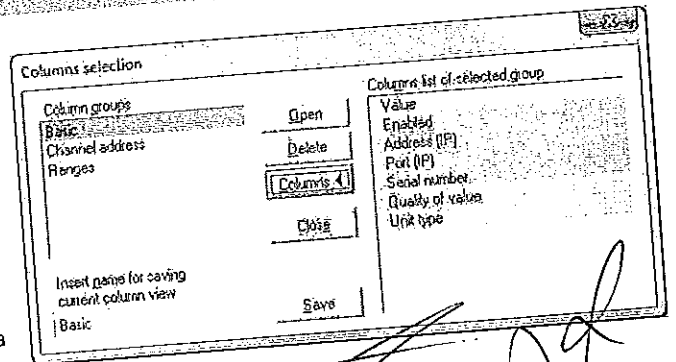 Columns selection
Column groups
Basic
Channel address
Ranges
Open
Delete
Columns
Close
Insert name for saving
current column view
Basic
Save
Columns list of selected group
Value
Enabled
Address (IP)
Port (IP)
Serial number
Quality of value
Unit type
a